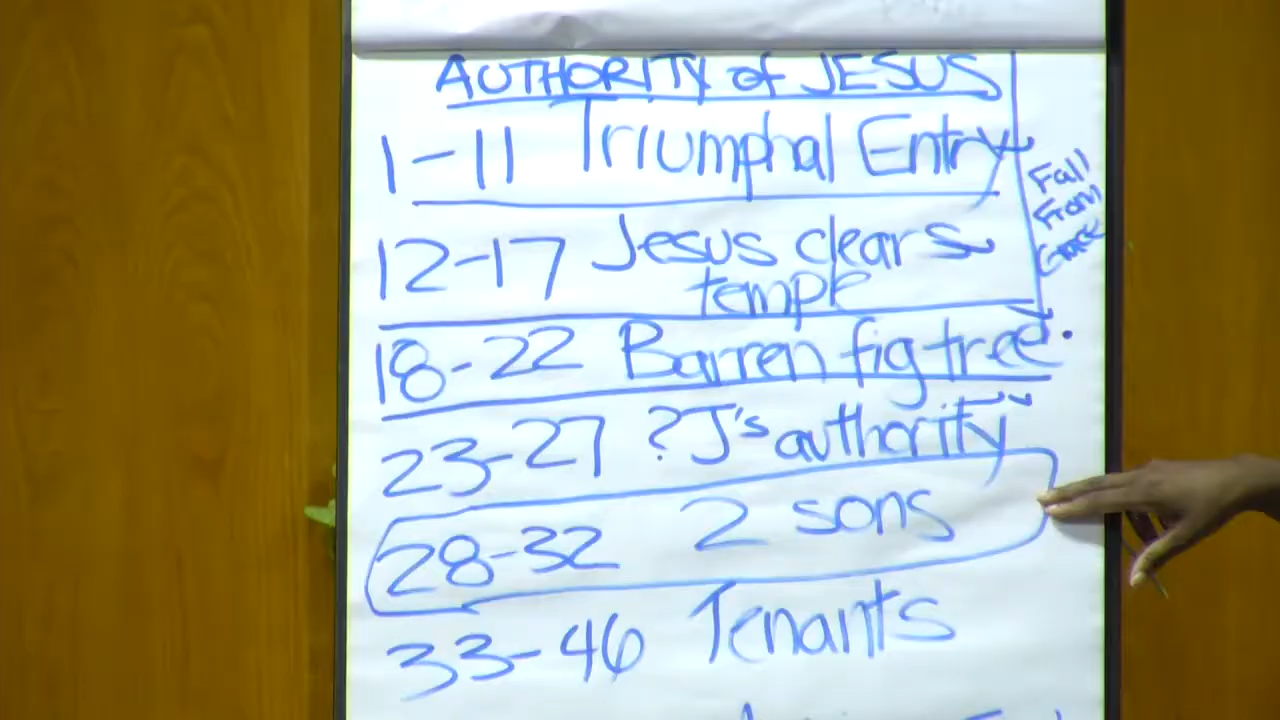 AUTHORITY of JESUS
1-11 Triumphal Entry
Fall
From
Grace
12-17 Jesus clears
temple
18-22 Barren fig tree.
23-27 ? J's authority
28-32 2 sons
33-46 Tenants